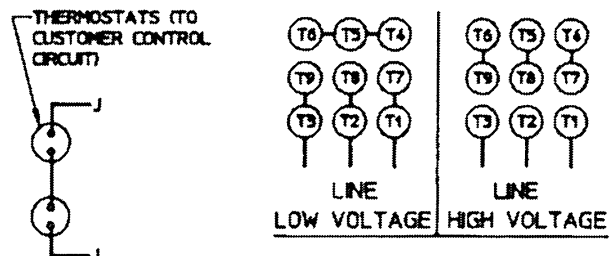 THERMOSTATS (TO
CUSTOMER CONTROL
CIRCUIT)
J
J
T6 T5 T4
T9 T8 T7
T3 T2 T1
LINE
LOW VOLTAGE
T6 T5 T4
T9 T8 T7
T3 T2 T1
LINE
HIGH VOLTAGE